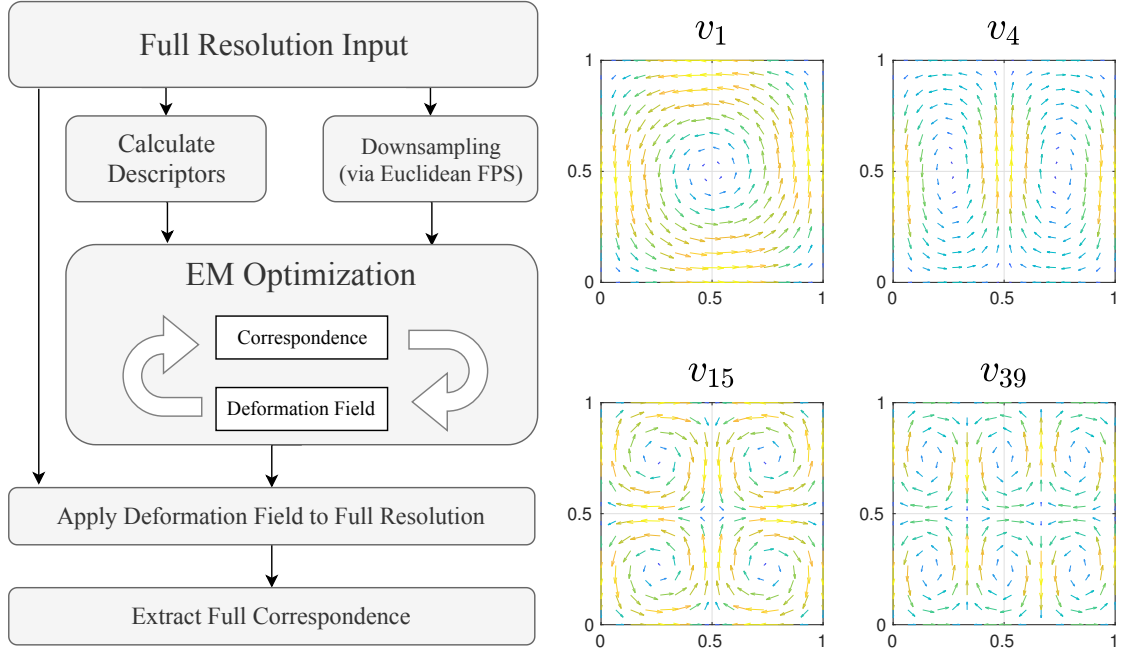 Full Resolution Input
Calculate
Descriptors
Downsampling
(via Euclidean FPS)
EM Optimization
Correspondence
Deformation Field
Apply Deformation Field to Full Resolution
Extract Full Correspondence
v1
1
0.5
0
0 0.5 1
v4
1
0.5
0
0 0.5 1
v15
1
0.5
0
0 0.5 1
v39
1
0.5
0
0 0.5 1